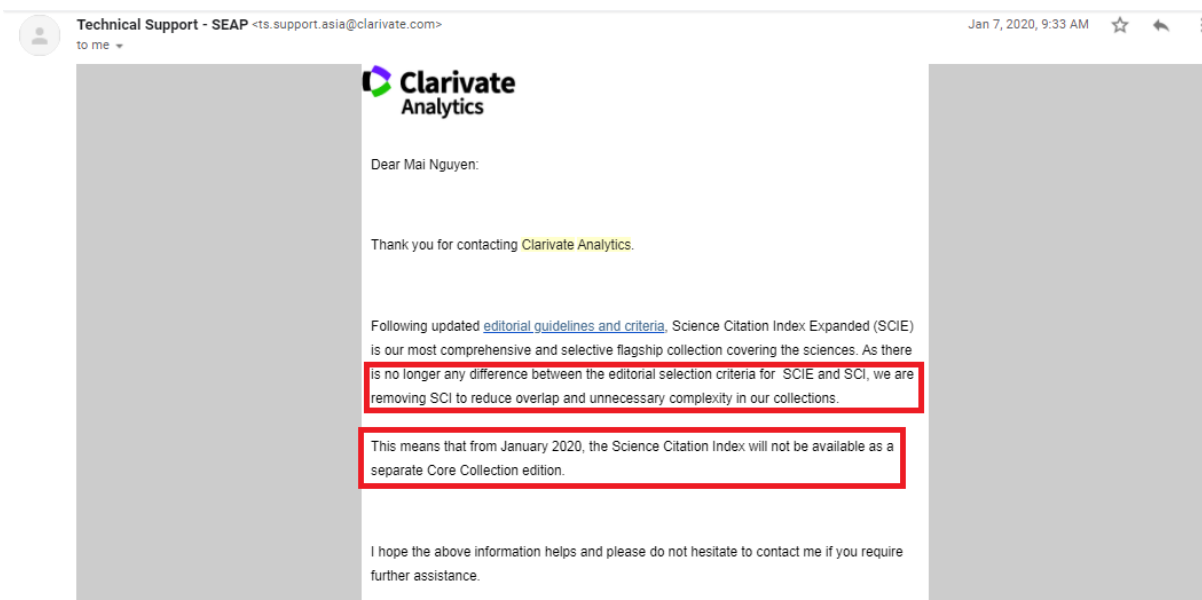 Technical Support - SEAP <ts.support.asia@clarivate.com>
Jan 7, 2020, 9:33 AM
to me
Clarivate
Analytics
Dear Mai Nguyen:
Thank you for contacting Clarivate Analytics.
Following updated editorial guidelines and criteria, Science Citation Index Expanded (SCIE)
is our most comprehensive and selective flagship collection covering the sciences. As there
is no longer any difference between the editorial selection criteria for  SCIE and SCI, we are
removing SCI to reduce overlap and unnecessary complexity in our collections.
This means that from January 2020, the Science Citation Index will not be available as a
separate Core Collection edition.
I hope the above information helps and please do not hesitate to contact me if you require
further assistance.